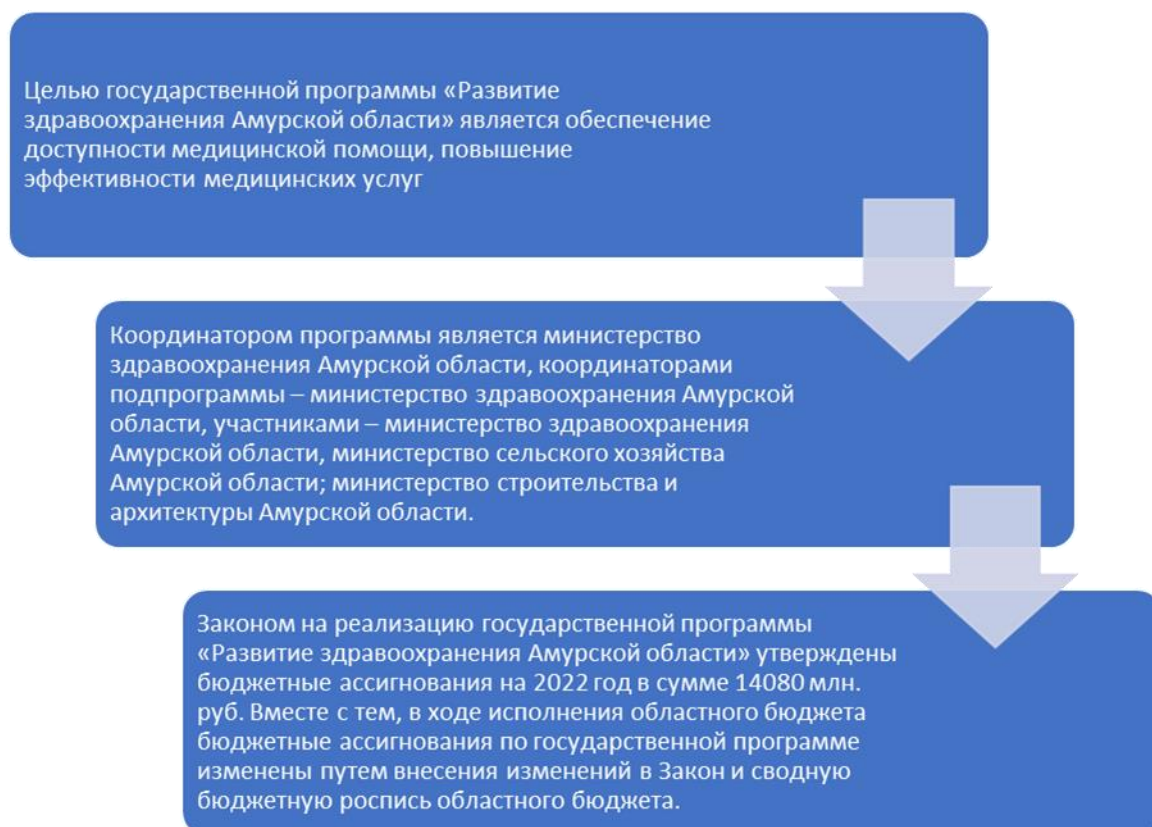 Целью государственной программы «Развитие
здравоохранения Амурской области» является обеспечение
доступности медицинской помощи, повышение
эффективности медицинских услуг
Координатором программы является министерство
здравоохранения Амурской области, координаторами
подпрограммы – министерство здравоохранения Амурской
области, участниками – министерство здравоохранения
Амурской области, министерство сельского хозяйства
Амурской области; министерство строительства и
архитектуры Амурской области.
Законом на реализацию государственной программы
«Развитие здравоохранения Амурской области» утверждены
бюджетные ассигнования на 2022 год в сумме 14080 млн.
руб. Вместе с тем, в ходе исполнения областного бюджета
бюджетные ассигнования по государственной программе
изменены путем внесения изменений в Закон и сводную
бюджетную роспись областного бюджета.